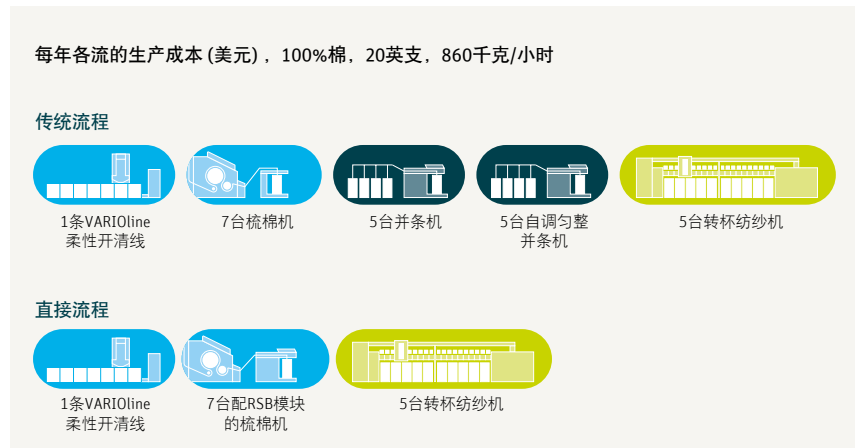 每年各流的生产成本 (美元) ，100%棉，20英支，860千克/小时
传统流程
1条VARIOline
柔性开清线
7台梳棉机
5台并条机
5台自调匀整
并条机
5台转杯纺纱机
直接流程
1条VARIOline
柔性开清线
7台配RSB模块
的梳棉机
5台转杯纺纱机